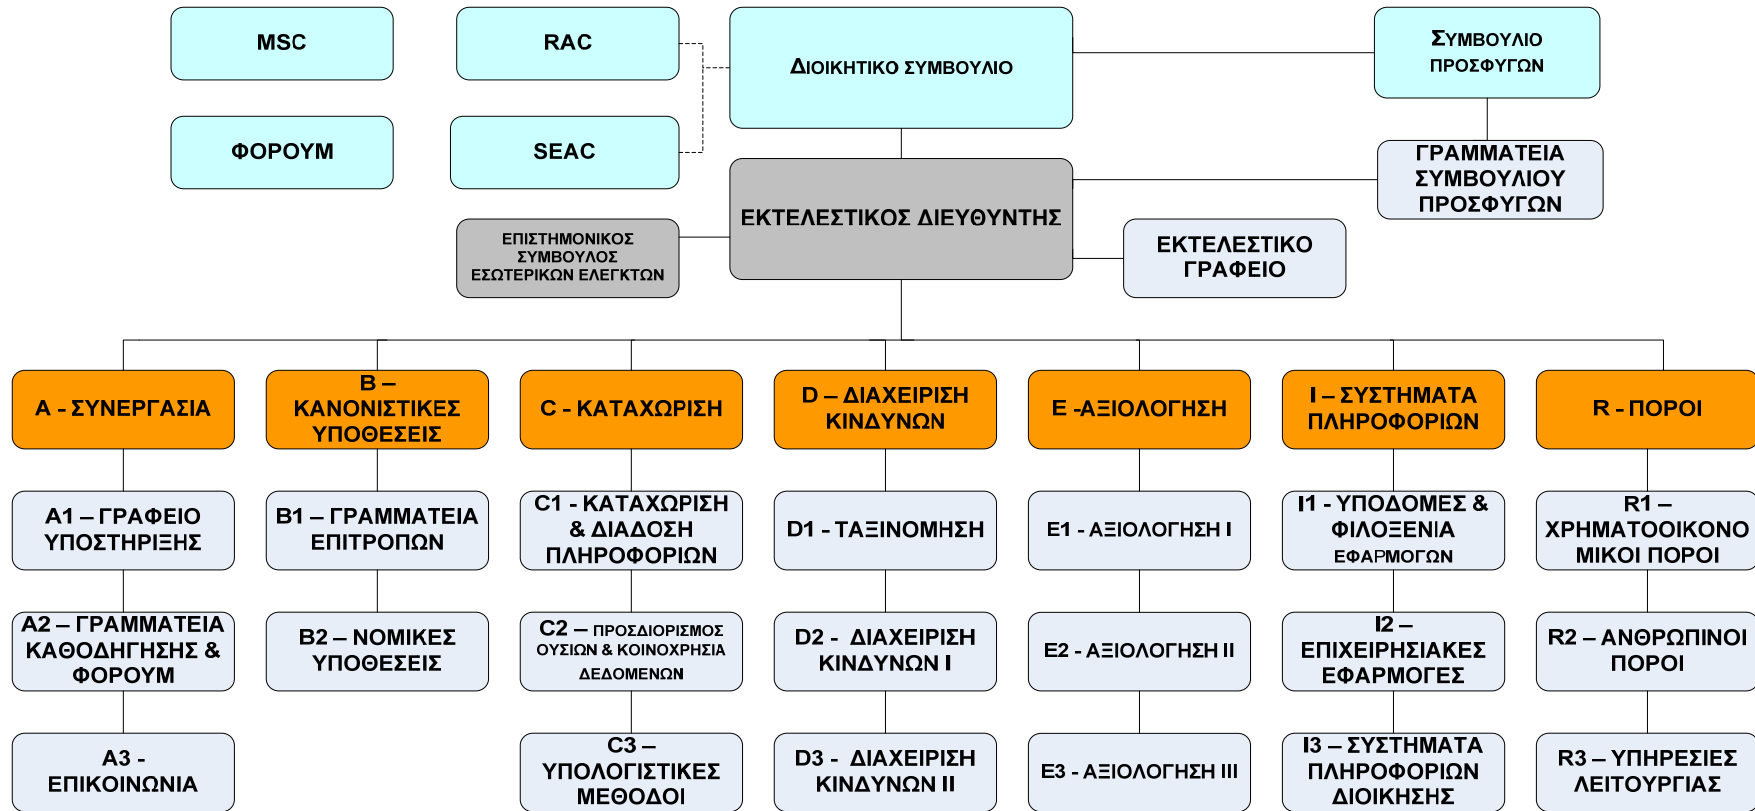 MSC
RAC
ΔΙΟΙΚΗΤΙΚΟ ΣΥΜΒΟΥΛΙΟ
ΣΥΜΒΟΥΛΙΟ
ΠΡΟΣΦΥΓΩΝ
ΦΟΡΟΥΜ
SEAC
ΓΡΑΜΜΑΤΕΙΑ
ΣΥΜΒΟΥΛΙΟΥ
ΠΡΟΣΦΥΓΩΝ
ΕΚΤΕΛΕΣΤΙΚΟΣ ΔΙΕΥΘΥΝΤΗΣ
ΕΠΙΣΤΗΜΟΝΙΚΟΣ
ΣΥΜΒΟΥΛΟΣ
ΕΣΩΤΕΡΙΚΩΝ ΕΛΕΓΚΤΩΝ
ΕΚΤΕΛΕΣΤΙΚΟ
ΓΡΑΦΕΙΟ
A - ΣΥΝΕΡΓΑΣΙΑ
B –
ΚΑΝΟΝΙΣΤΙΚΕΣ
ΥΠΟΘΕΣΕΙΣ
C - ΚΑΤΑΧΩΡΙΣΗ
D – ΔΙΑΧΕΙΡΙΣΗ
ΚΙΝΔΥΝΩΝ
E -ΑΞΙΟΛΟΓΗΣΗ
I – ΣΥΣΤΗΜΑΤΑ
ΠΛΗΡΟΦΟΡΙΩΝ
R - ΠΟΡΟΙ
A1 – ΓΡΑΦΕΙΟ
ΥΠΟΣΤΗΡΙΞΗΣ
B1 – ΓΡΑΜΜΑΤΕΙΑ
ΕΠΙΤΡΟΠΩΝ
C1 - ΚΑΤΑΧΩΡΙΣΗ
& ΔΙΑΔΟΣΗ
ΠΛΗΡΟΦΟΡΙΩΝ
D1 - ΤΑΞΙΝΟΜΗΣΗ
E1 - ΑΞΙΟΛΟΓΗΣΗ I
I1 - ΥΠΟΔΟΜΕΣ &
ΦΙΛΟΞΕΝΙΑ
ΕΦΑΡΜΟΓΩΝ
R1 –
ΧΡΗΜΑΤΟΟΙΚΟΝΟ
ΜΙΚΟΙ ΠΟΡΟΙ
A2 – ΓΡΑΜΜΑΤΕΙΑ
ΚΑΘΟΔΗΓΗΣΗΣ &
ΦΟΡΟΥΜ
B2 – ΝΟΜΙΚΕΣ
ΥΠΟΘΕΣΕΙΣ
C2 – ΠΡΟΣΔΙΟΡΙΣΜΟΣ
ΟΥΣΙΩΝ & ΚΟΙΝΟΧΡΗΣΙΑ
ΔΕΔΟΜΕΝΩΝ
D2 - ΔΙΑΧΕΙΡΙΣΗ
ΚΙΝΔΥΝΩΝ I
E2 - ΑΞΙΟΛΟΓΗΣΗ II
I2 –
ΕΠΙΧΕΙΡΗΣΙΑΚΕΣ
ΕΦΑΡΜΟΓΕΣ
R2 – ΑΝΘΡΩΠΙΝΟΙ
ΠΟΡΟΙ
A3 -
ΕΠΙΚΟΙΝΩΝΙΑ
C3 –
ΥΠΟΛΟΓΙΣΤΙΚΕΣ
ΜΕΘΟΔΟΙ
D3 - ΔΙΑΧΕΙΡΙΣΗ
ΚΙΝΔΥΝΩΝ II
E3 - ΑΞΙΟΛΟΓΗΣΗ III
I3 – ΣΥΣΤΗΜΑΤΑ
ΠΛΗΡΟΦΟΡΙΩΝ
ΔΙΟΙΚΗΣΗΣ
R3 – ΥΠΗΡΕΣΙΕΣ
ΛΕΙΤΟΥΡΓΙΑΣ